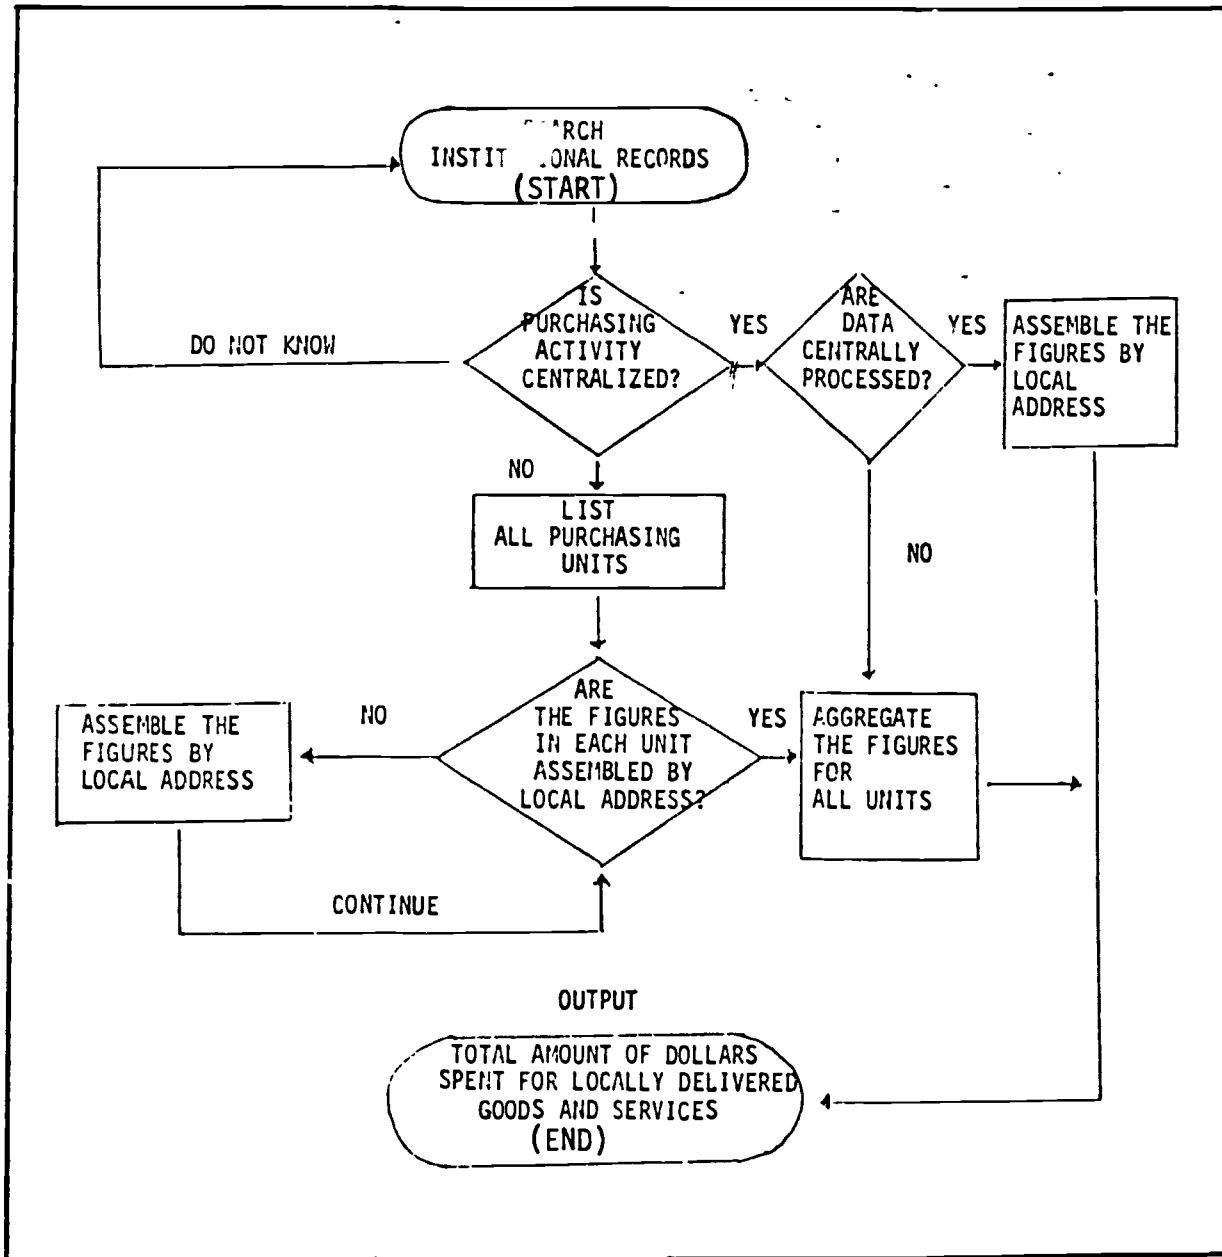 INSTIT IONAL RECORDS
(START)
IS
PURCHASING
ACTIVITY
CENTRALIZED?
DO NOT KNOW
YES
ARE
DATA
CENTRALLY
PROCESSED?
YES
ASSEMBLE THE
FIGURES BY
LOCAL
ADDRESS
NO
LIST
ALL PURCHASING
UNITS
NO
ARE
THE FIGURES
IN EACH UNIT
ASSEMBLED BY
LOCAL ADDRESS?
NO
ASSEMBLE THE
FIGURES BY
LOCAL ADDRESS
YES
AGGREGATE
THE FIGURES
FOR
ALL UNITS
CONTINUE
OUTPUT
TOTAL AMOUNT OF DOLLARS
SPENT FOR LOCALLY DELIVERED
GOODS AND SERVICES
(END)